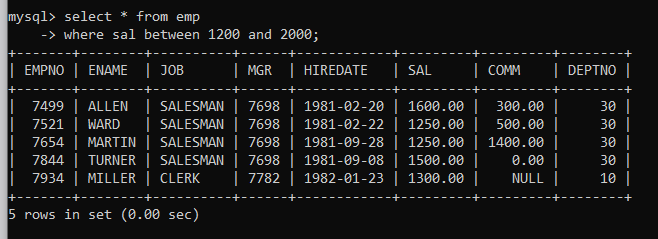 mysql> select * from emp
    -> where sal between 1200 and 2000;
+-------+--------+----------+------+------------+---------+---------+--------+
| EMPNO | ENAME  | JOB      | MGR  | HIREDATE   | SAL     | COMM    | DEPTNO |
+-------+--------+----------+------+------------+---------+---------+--------+
|  7499 | ALLEN  | SALESMAN | 7698 | 1981-02-20 | 1600.00 |  300.00 |     30 |
|  7521 | WARD   | SALESMAN | 7698 | 1981-02-22 | 1250.00 |  500.00 |     30 |
|  7654 | MARTIN | SALESMAN | 7698 | 1981-09-28 | 1250.00 | 1400.00 |     30 |
|  7844 | TURNER | SALESMAN | 7698 | 1981-09-08 | 1500.00 |    0.00 |     30 |
|  7934 | MILLER | CLERK    | 7782 | 1982-01-23 | 1300.00 |    NULL |     10 |
+-------+--------+----------+------+------------+---------+---------+--------+
5 rows in set (0.00 sec)